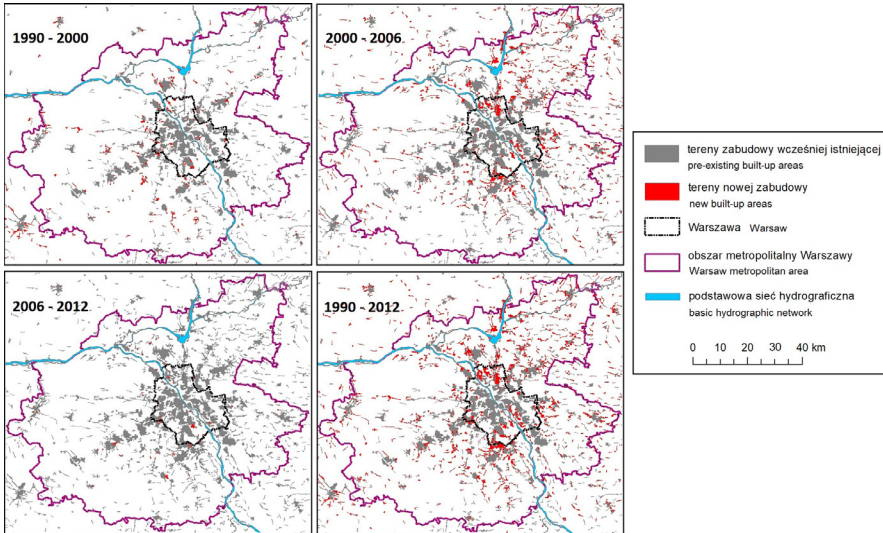 1990 - 2000
2000 - 2006
2006 - 2012
1990 - 2012
tereny zabudowy wcześniej istniejącej
pre-existing built-up areas
tereny nowej zabudowy
new built-up areas
Warszawa Warsaw
obszar metropolitalny Warszawy
Warsaw metropolitan area
podstawowa sieć hydrograficzna
basic hydrographic network
0 10 20 40 km